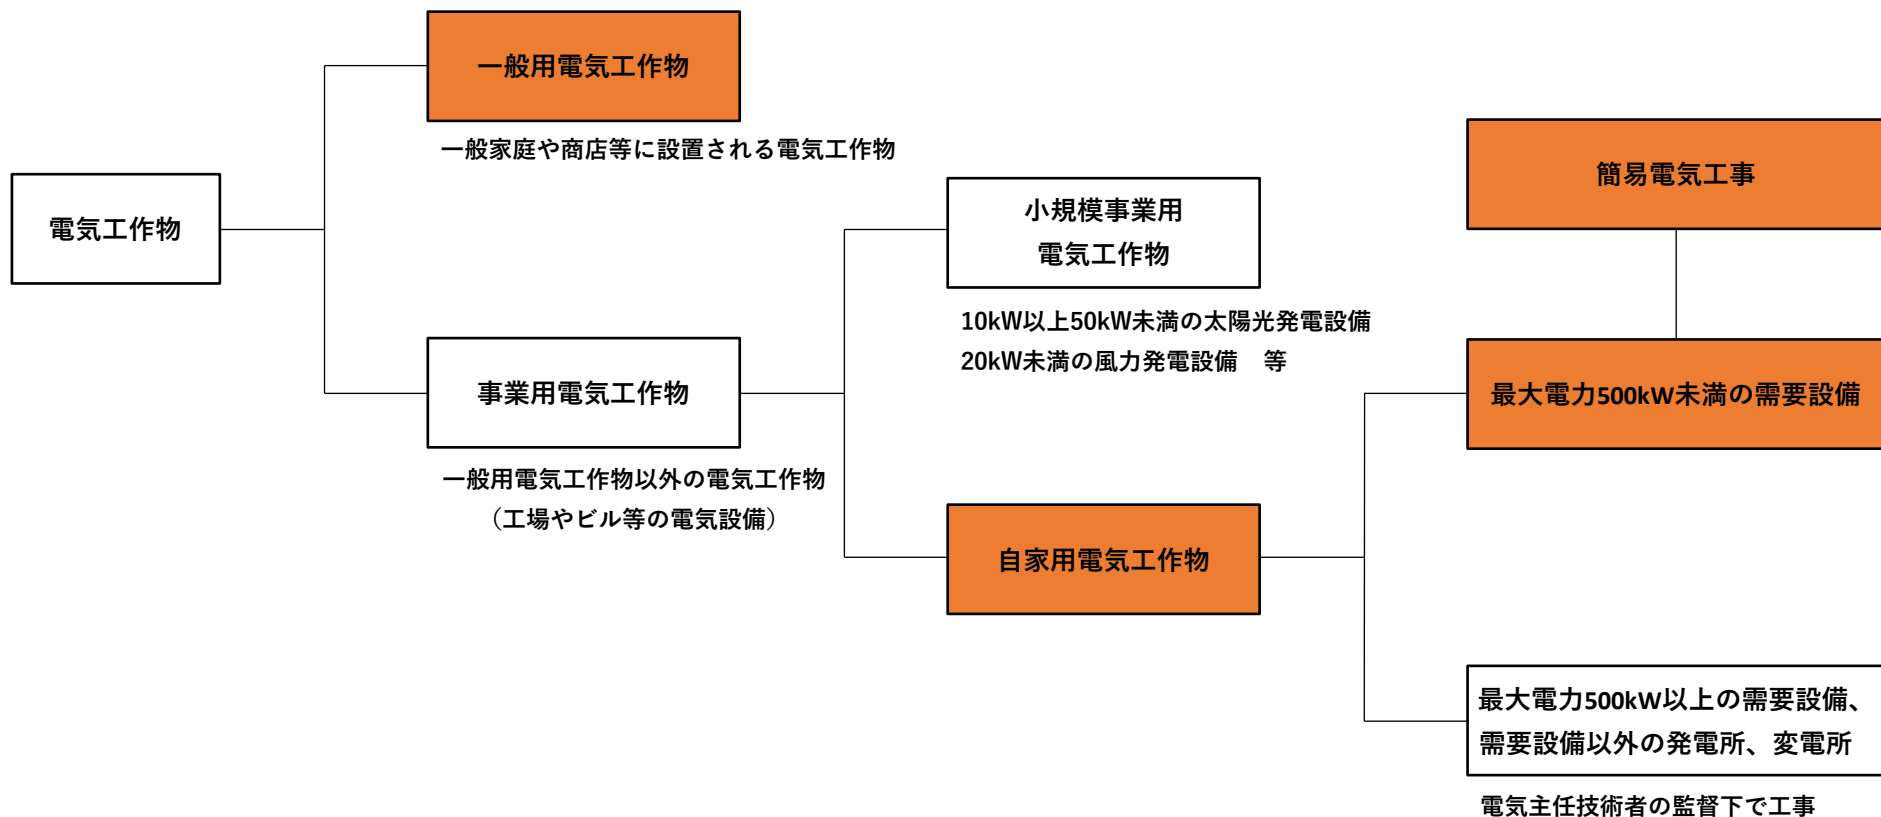 一般用電気工作物
一般家庭や商店等に設置される電気工作物
電気工作物
小規模事業用
電気工作物
10kW以上50kW未満の太陽光発電設備
20kW未満の風力発電設備　等
事業用電気工作物
一般用電気工作物以外の電気工作物
（工場やビル等の電気設備）
自家用電気工作物
簡易電気工事
最大電力500kW未満の需要設備
最大電力500kW以上の需要設備、
需要設備以外の発電所、変電所
電気主任技術者の監督下で工事